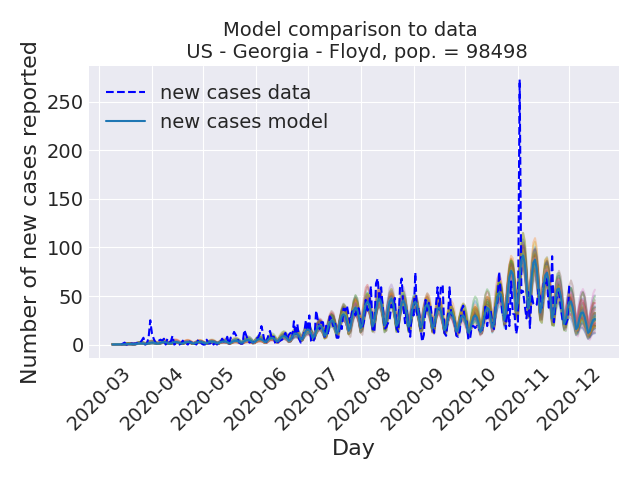 Model comparison to data
US - Georgia - Floyd, pop. = 98498
Number of new cases reported
250
200
150
100
50
0
new cases data
new cases model
2020-03
2020-04
2020-05
2020-06
2020-07
2020-08
2020-09
2020-10
2020-11
2020-12
Day